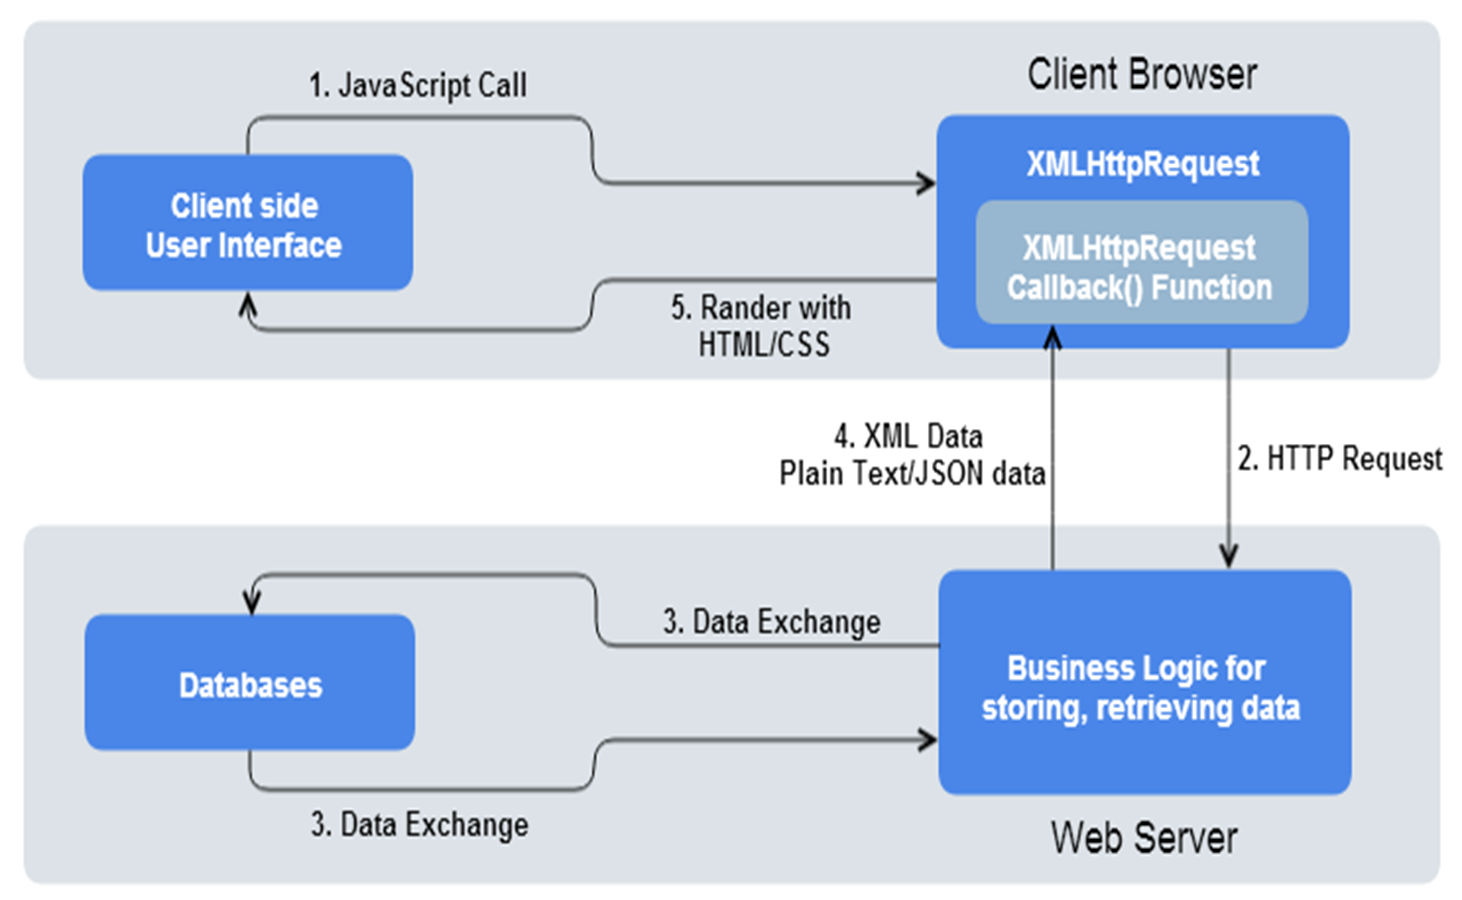 Client Browser
1. JavaScript Call
XMLHttpRequest
Client side
User Interface
XMLHttpRequest
Callback() Function
5. Rander with
HTML/CSS
4. XML Data
Plain Text/JSON data
2. HTTP Request
3. Data Exchange
Databases
Business Logic for
storing, retrieving data
3. Data Exchange
Web Server